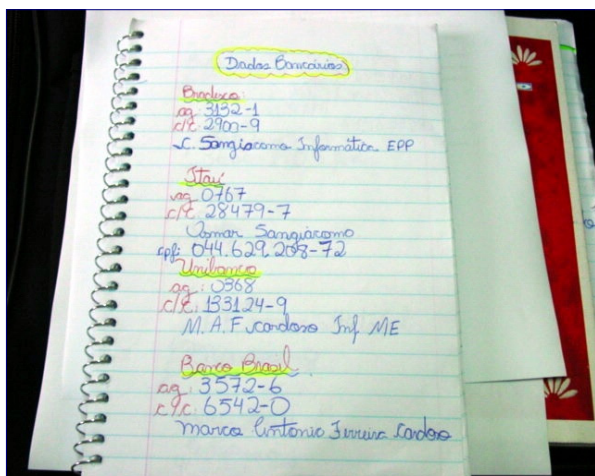 Dados Bancários
Bradesco:
ag: 3132-1
c/c: 2900-9
C. Sangiacomo Informática EPP
Itaú
ag 0767
c/c 28479-7
Osmar Sangiácomo
cpf: 044.629.208-72
Unibanco
ag: 0368
c/c: 133124-9
M. A. F cardoso Inf ME
Banco Brasil
ag: 3572-6
c/c: 6542-0
Marco Antonio Ferreira Cardoso